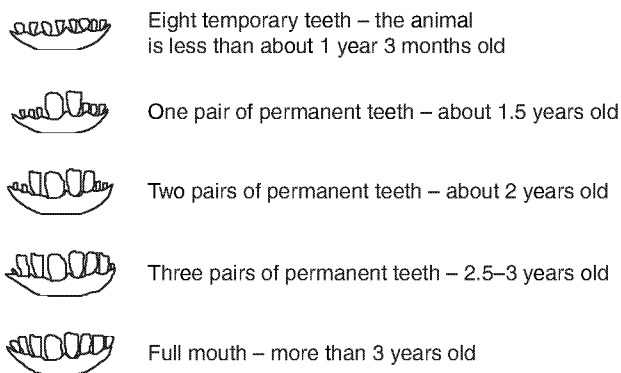 Eight temporary teeth – the animal
is less than about 1 year 3 months old
One pair of permanent teeth – about 1.5 years old
Two pairs of permanent teeth – about 2 years old
Three pairs of permanent teeth – 2.5–3 years old
Full mouth – more than 3 years old